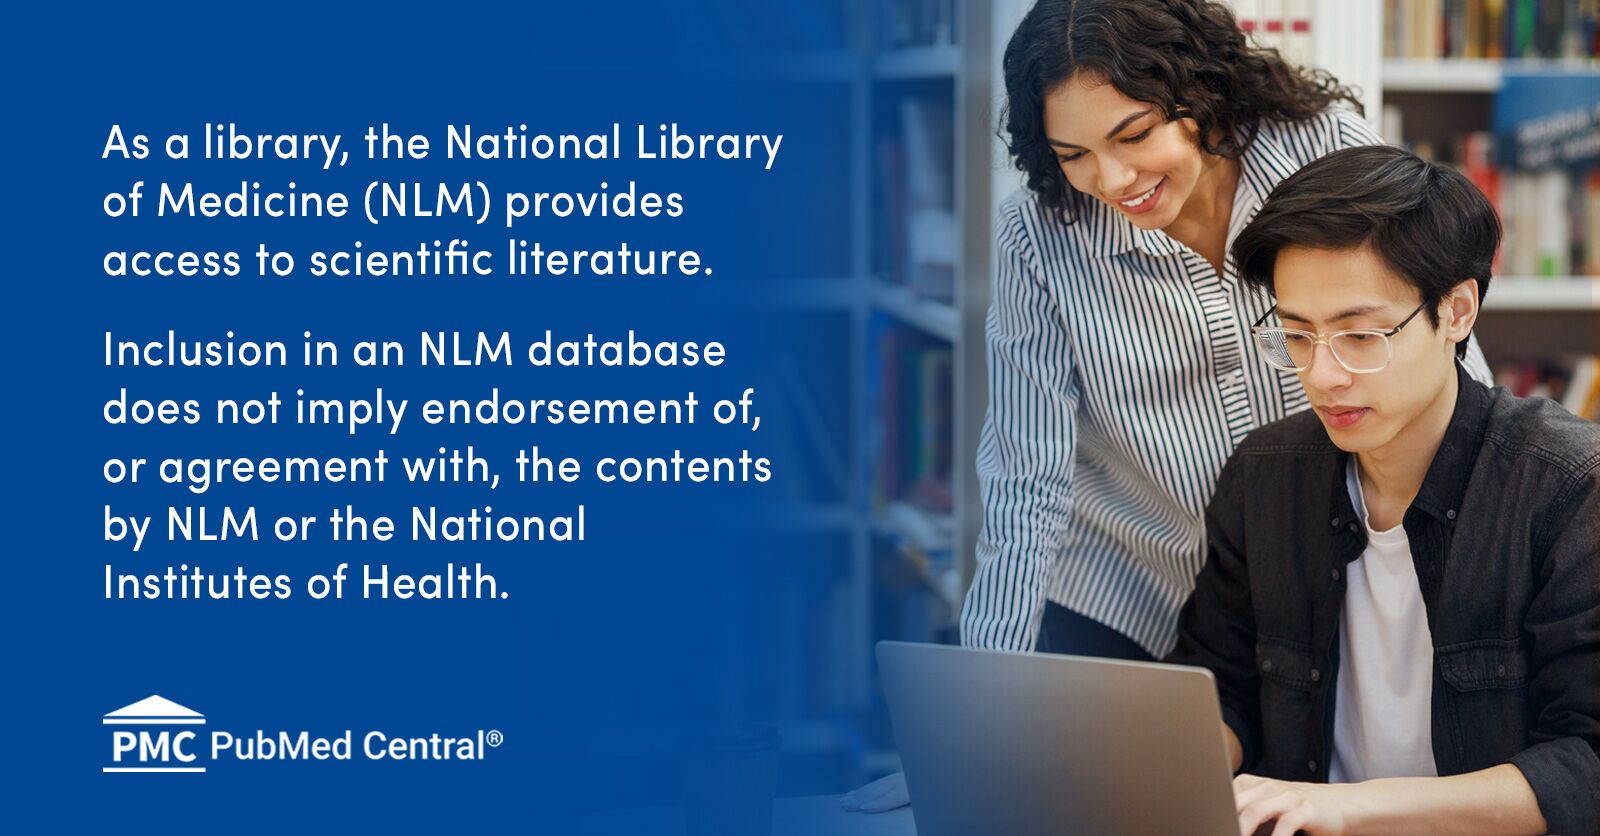 As a library, the National Library
of Medicine (NLM) provides
access to scientific literature.
Inclusion in an NLM database
does not imply endorsement of,
or agreement with, the contents
by NLM or the National
Institutes of Health.
PMC PubMed Central®